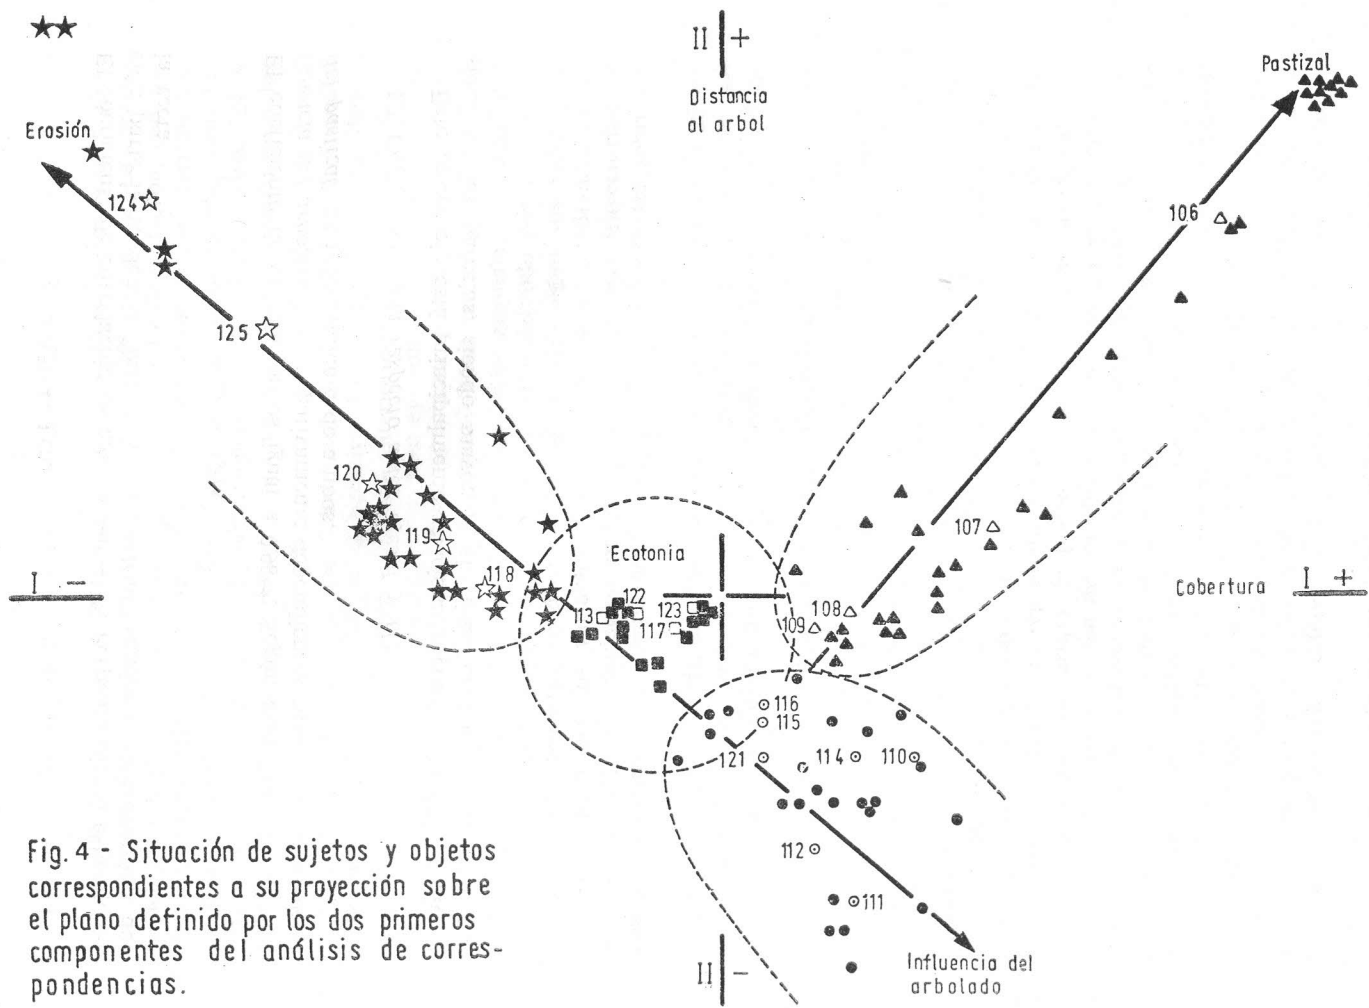 II +
Distancia
al arbol
Pastizal
Erosión
124
106
125
120
107
119
118
Ecotonia
I -
Cobertura I +
122
123
113
117
108
109
116
115
121
114
110
112
111
Fig. 4 - Situación de sujetos y objetos
correspondientes a su proyección sobre
el plano definido por los dos primeros
componentes del análisis de corres-
pondencias.
II -
Influencia del
arbolado